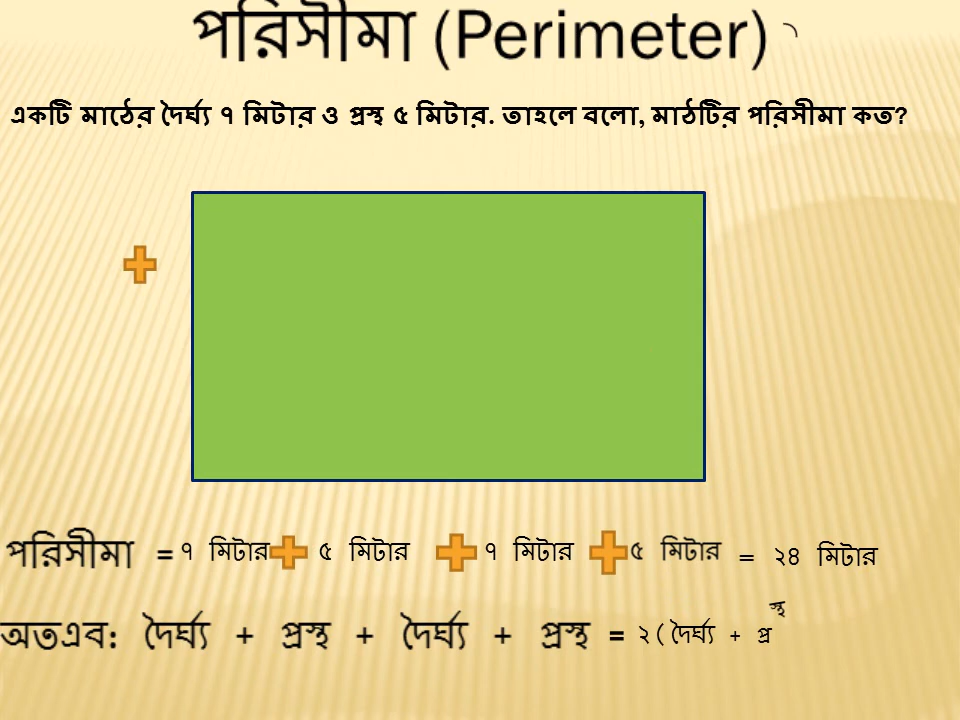 পরিসীমা (Perimeter)
একটি মাঠের দৈর্ঘ্য ৭ মিটার ও প্রস্থ ৫ মিটার. তাহলে বলো, মাঠটির পরিসীমা কত?
পরিসীমা = ৭ মিটার + ৫ মিটার + ৭ মিটার + ৫ মিটার = ২৪ মিটার
অতএব: দৈর্ঘ্য + প্রস্থ + দৈর্ঘ্য + প্রস্থ = ২ ( দৈর্ঘ্য + প্রস্থ